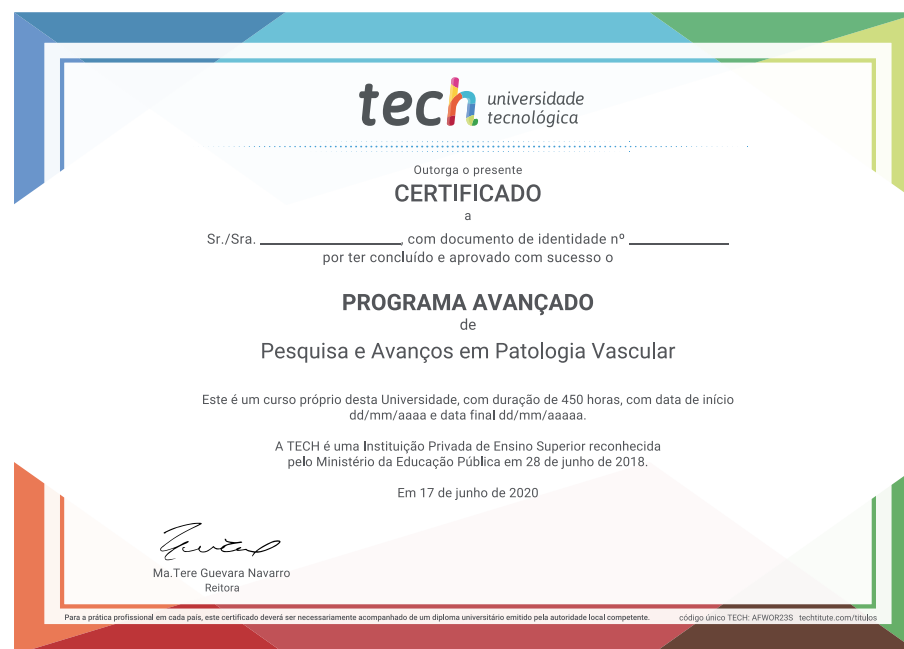 tech universidade
tecnológica
Outorga o presente
CERTIFICADO
a
Sr./Sra. ____________________, com documento de identidade nº ______________
por ter concluído e aprovado com sucesso o
PROGRAMA AVANÇADO
de
Pesquisa e Avanços em Patologia Vascular
Este é um curso próprio desta Universidade, com duração de 450 horas, com data de início
dd/mm/aaaa e data final dd/mm/aaaaa.
A TECH é uma Instituição Privada de Ensino Superior reconhecida
pelo Ministério da Educação Pública em 28 de junho de 2018.
Em 17 de junho de 2020
Ma.Tere Guevara Navarro
Reitora
Para a prática profissional em cada país, este certificado deverá ser necessariamente acompanhado de um diploma universitário emitido pela autoridade local competente. código único TECH: AFWOR23S techtitute.com/titulos